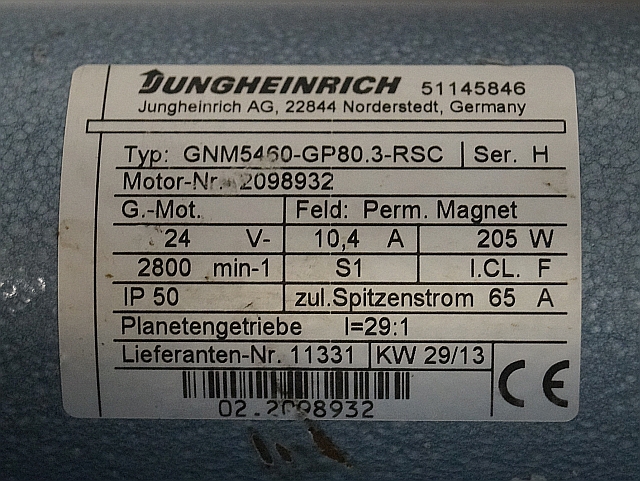 JUNGHEINRICH 51145846
Jungheinrich AG, 22844 Norderstedt, Germany
Typ: GNM5460-GP80.3-RSC Ser. H
Motor-Nr. 2098932
G.-Mot. Feld: Perm. Magnet
24 V- 10,4 A 205 W
2800 min-1 S1 I.CL. F
IP 50 zul.Spitzenstrom 65 A
Planetengetriebe I=29:1
Lieferanten-Nr. 11331 KW 29/13
CE
02.2098932